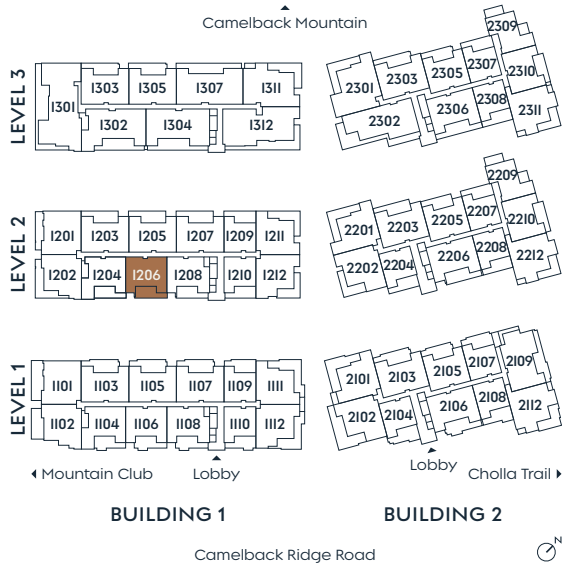 Camelback Mountain
LEVEL 3
1301 1303 1305 1307 1311
1302 1304 1312
2301 2303 2305 2307 2309 2310
2302 2306 2308 2311
LEVEL 2
1201 1203 1205 1207 1209 1211
1202 1204 1206 1208 1210 1212
2201 2203 2205 2207 2209 2210
2202 2204 2206 2208 2212
LEVEL 1
1101 1103 1105 1107 1109 1111
1102 1104 1106 1108 1110 1112
2101 2103 2105 2107 2109
2102 2104 2106 2108 2112
Mountain Club Lobby
Lobby Cholla Trail
BUILDING 1 BUILDING 2
Camelback Ridge Road
N